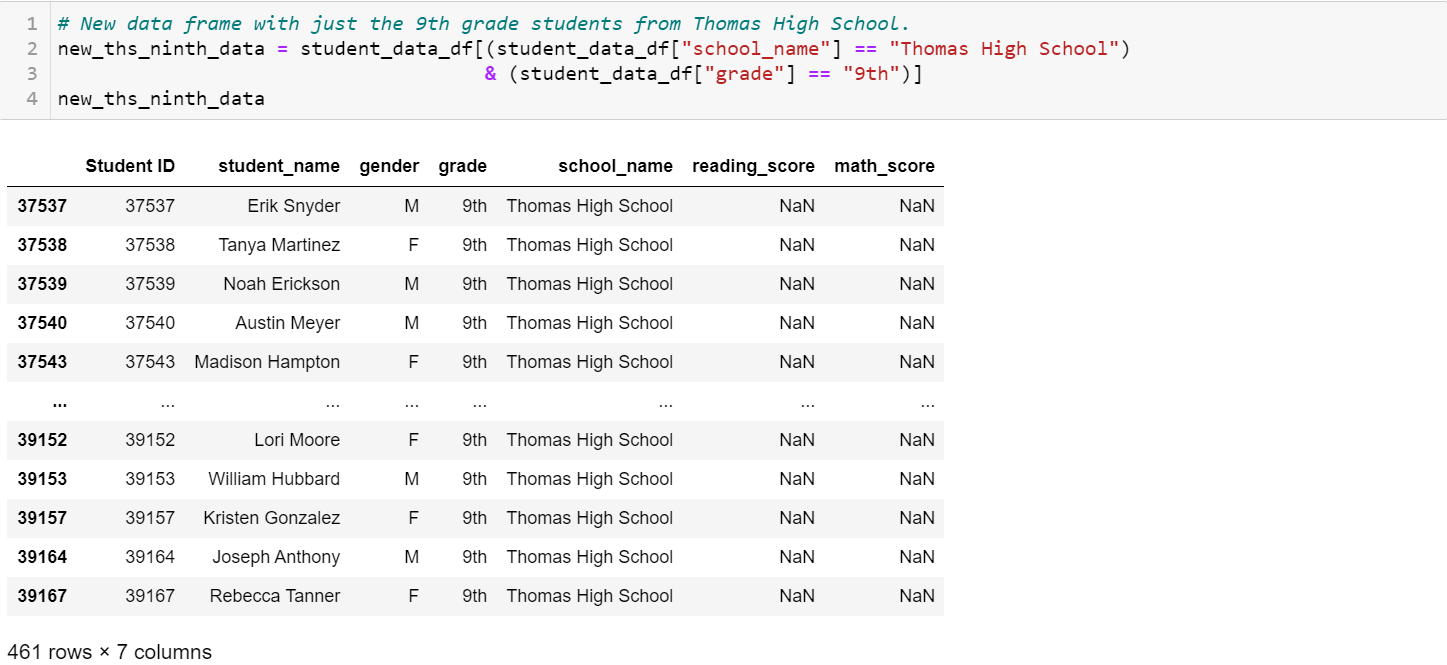 1 # New data frame with just the 9th grade students from Thomas High School.
2 new_ths_ninth_data = student_data_df[(student_data_df["school_name"] == "Thomas High School")
3 & (student_data_df["grade"] == "9th")]
4 new_ths_ninth_data
Student ID student_name gender grade school_name reading_score math_score
37537 37537 Erik Snyder M 9th Thomas High School NaN NaN
37538 37538 Tanya Martinez F 9th Thomas High School NaN NaN
37539 37539 Noah Erickson M 9th Thomas High School NaN NaN
37540 37540 Austin Meyer M 9th Thomas High School NaN NaN
37543 37543 Madison Hampton F 9th Thomas High School NaN NaN
... ... ... ... ... ... ... ...
39152 39152 Lori Moore F 9th Thomas High School NaN NaN
39153 39153 William Hubbard M 9th Thomas High School NaN NaN
39157 39157 Kristen Gonzalez F 9th Thomas High School NaN NaN
39164 39164 Joseph Anthony M 9th Thomas High School NaN NaN
39167 39167 Rebecca Tanner F 9th Thomas High School NaN NaN
461 rows × 7 columns